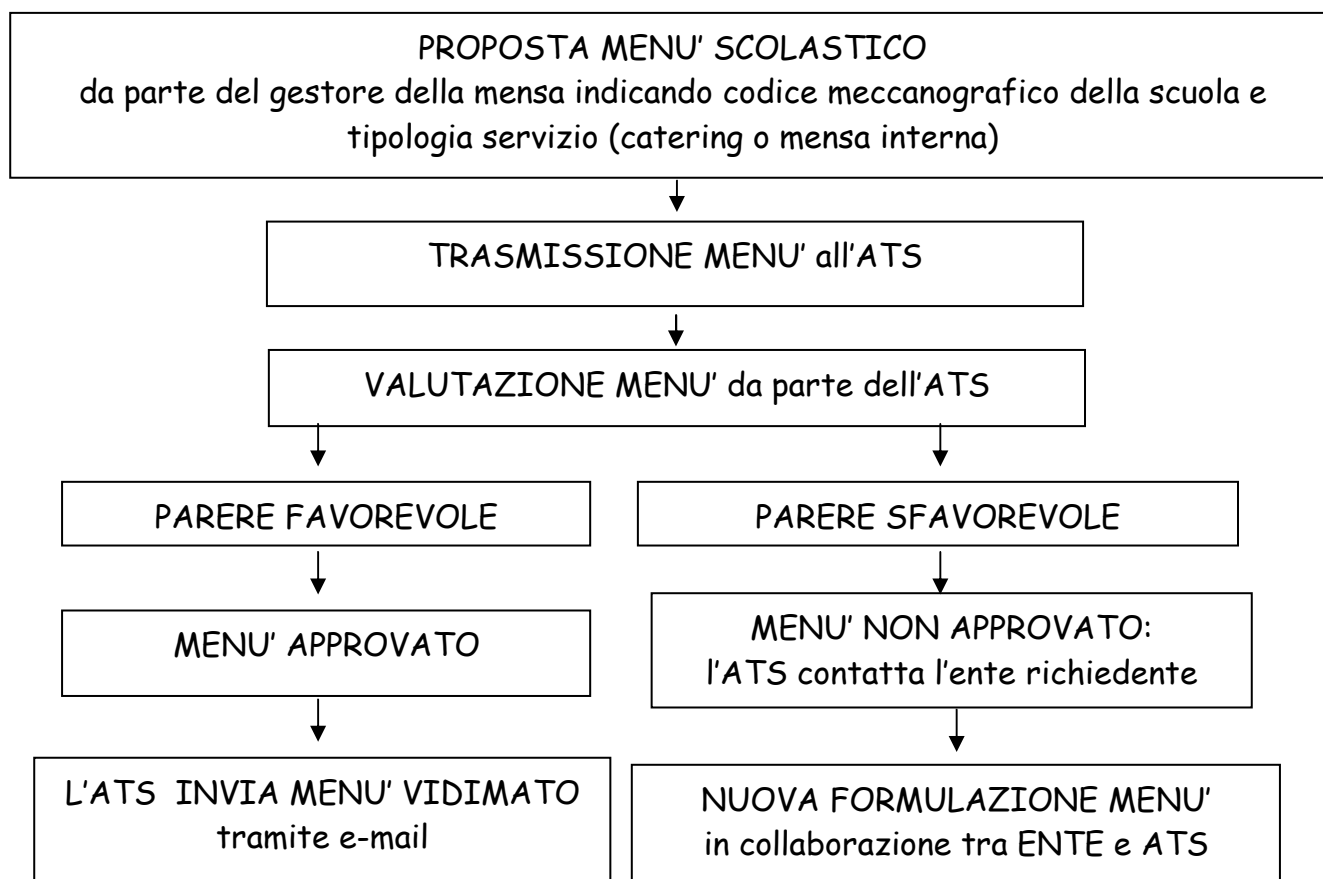 PROPOSTA MENU' SCOLASTICO
da parte del gestore della mensa indicando codice meccanografico della scuola e
tipologia servizio (catering o mensa interna)
TRASMISSIONE MENU' all'ATS
VALUTAZIONE MENU' da parte dell'ATS
PARERE FAVOREVOLE
PARERE SFAVOREVOLE
MENU' APPROVATO
MENU' NON APPROVATO:
l'ATS contatta l'ente richiedente
L'ATS INVIA MENU' VIDIMATO
tramite e-mail
NUOVA FORMULAZIONE MENU'
in collaborazione tra ENTE e ATS